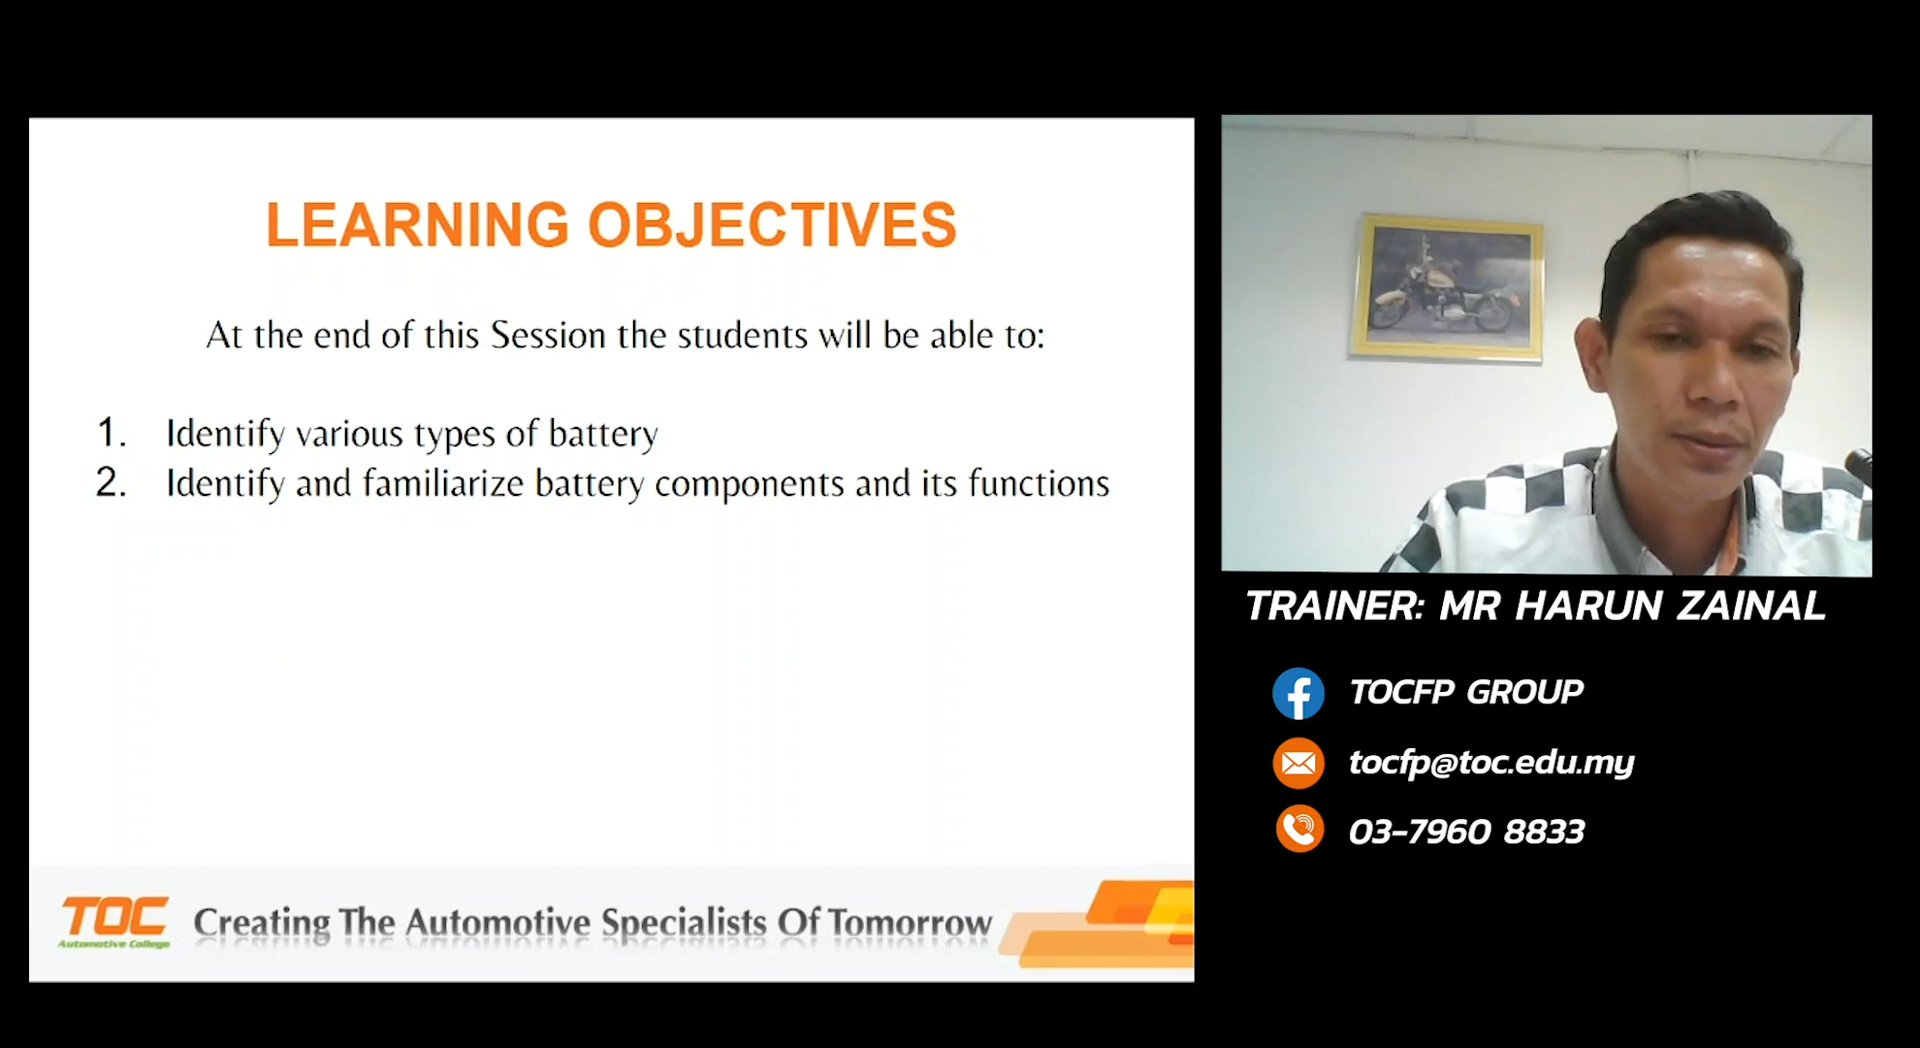 LEARNING OBJECTIVES
At the end of this Session the students will be able to:
1. Identify various types of battery
2. Identify and familiarize battery components and its functions
TOC
Automotive College
Creating The Automotive Specialists Of Tomorrow
TRAINER: MR HARUN ZAINAL
TOCFP GROUP
tocfp@toc.edu.my
03-7960 8833